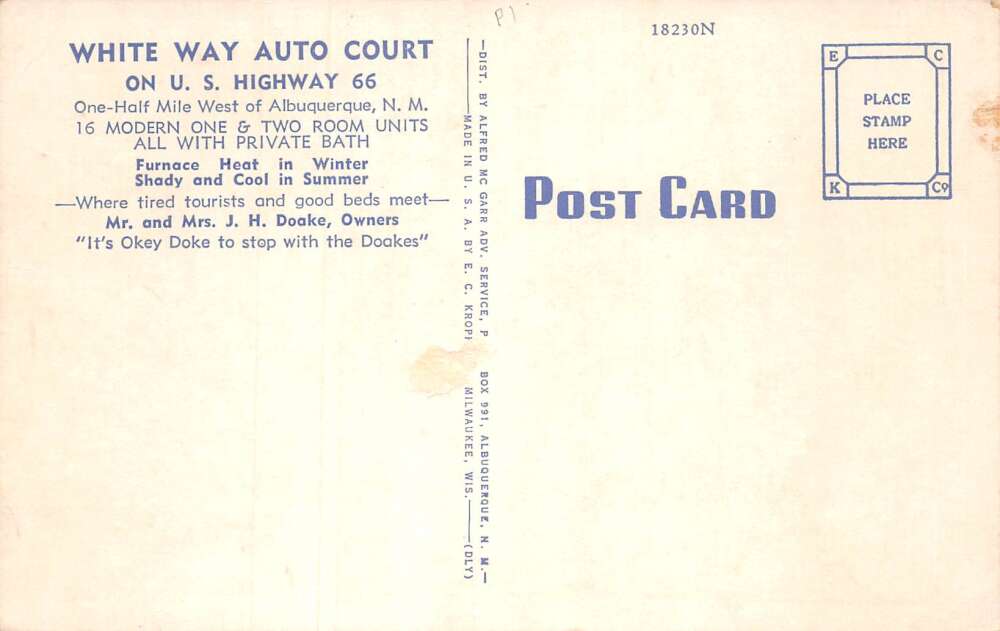 P1
18230N
WHITE WAY AUTO COURT
ON U. S. HIGHWAY 66
One-Half Mile West of Albuquerque, N. M.
16 MODERN ONE & TWO ROOM UNITS
ALL WITH PRIVATE BATH
Furnace Heat in Winter
Shady and Cool in Summer
—Where tired tourists and good beds meet—
Mr. and Mrs. J. H. Doake, Owners
"It's Okey Doke to stop with the Doakes"
—DIST. BY ALFRED MC GARR ADV. SERVICE, P BOX 991, ALBUQUERQUE, N. M.—
MADE IN U. S. A. BY E. C. KROPP MILWAUKEE, WIS.—(DLY)
POST CARD
E C
PLACE
STAMP
HERE
K Co